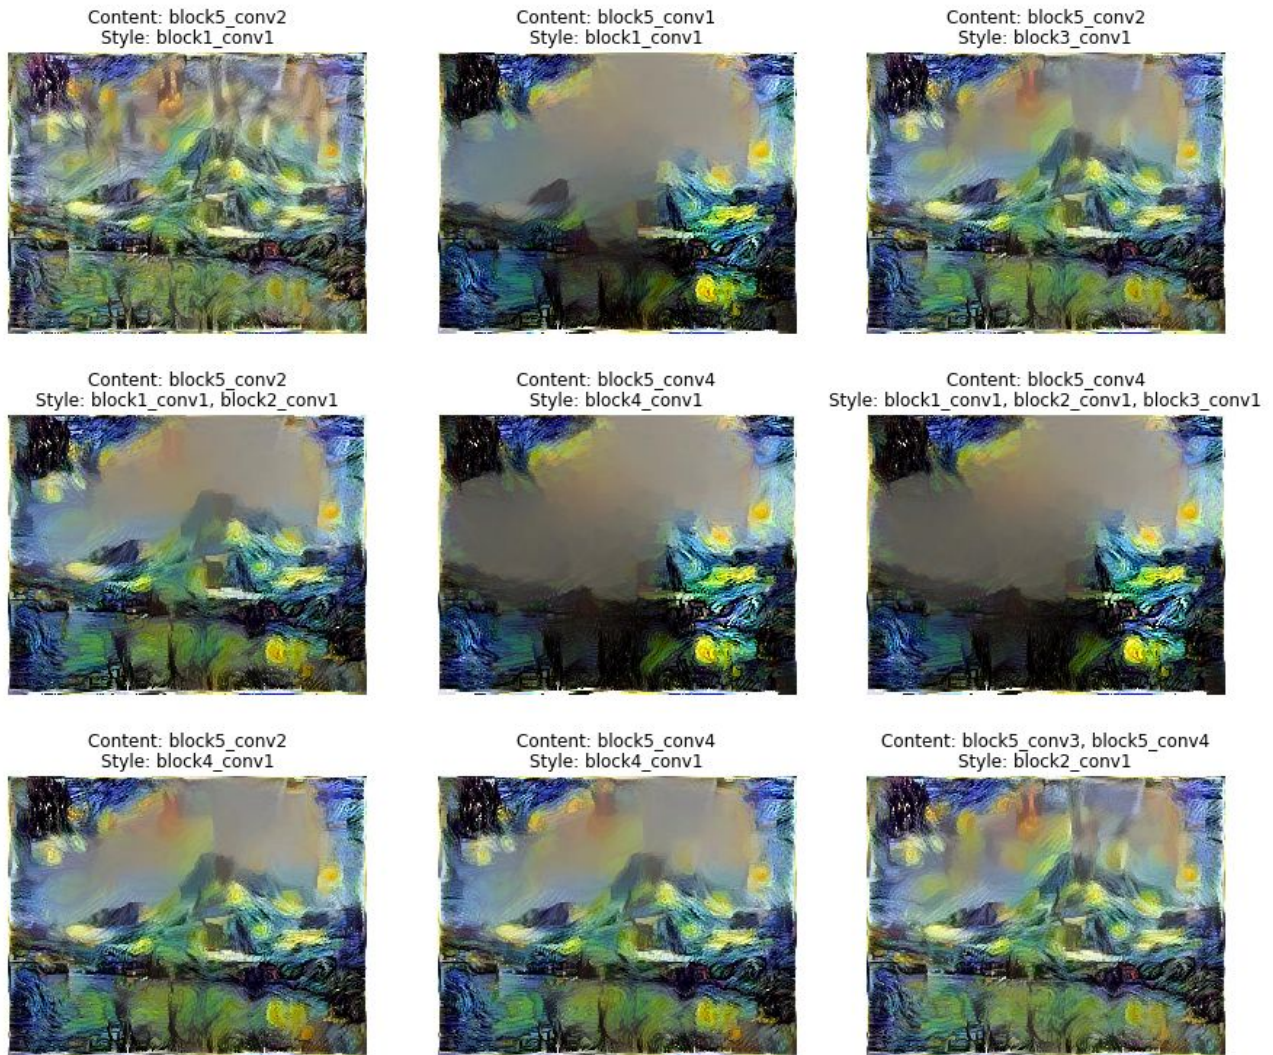 Content: block5_conv2
Style: block1_conv1
Content: block5_conv1
Style: block1_conv1
Content: block5_conv2
Style: block3_conv1
Content: block5_conv2
Style: block1_conv1, block2_conv1
Content: block5_conv4
Style: block4_conv1
Content: block5_conv4
Style: block1_conv1, block2_conv1, block3_conv1
Content: block5_conv2
Style: block4_conv1
Content: block5_conv4
Style: block4_conv1
Content: block5_conv3, block5_conv4
Style: block2_conv1